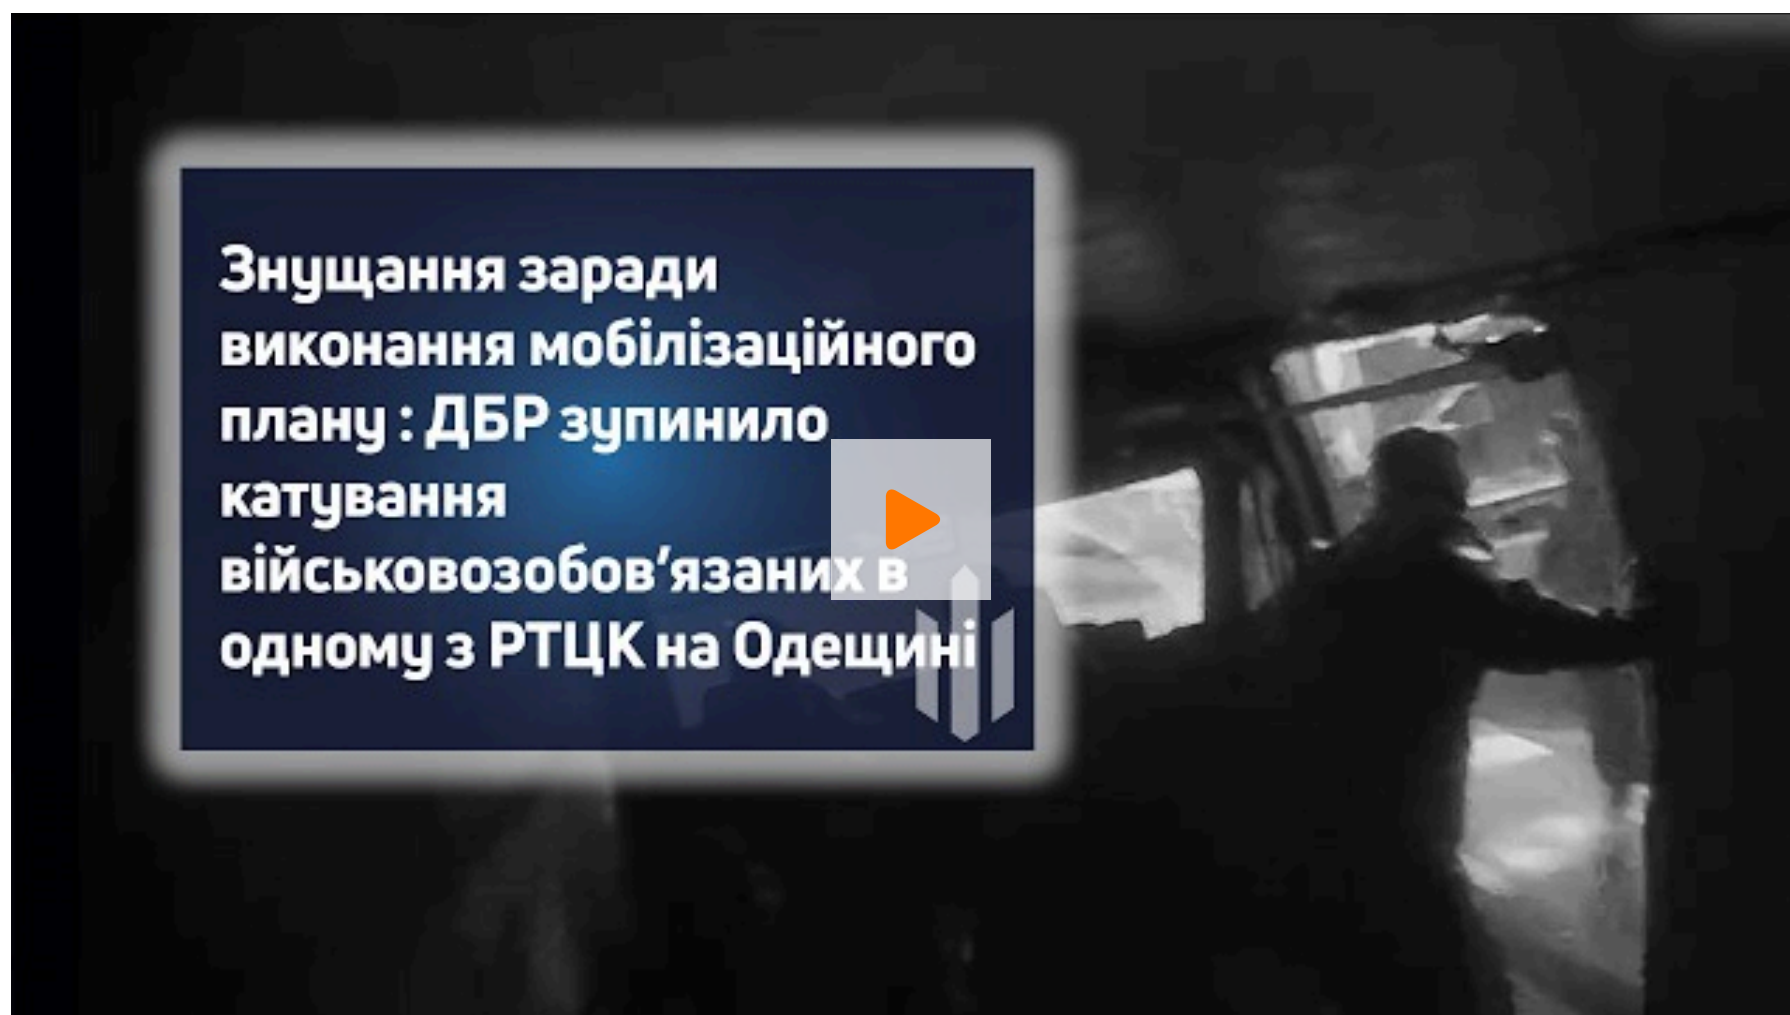 Знущання заради
виконання мобілізаційного
плану : ДБР зупинило
катування
військовозобов’язаних в
одному з РТЦК на Одещині